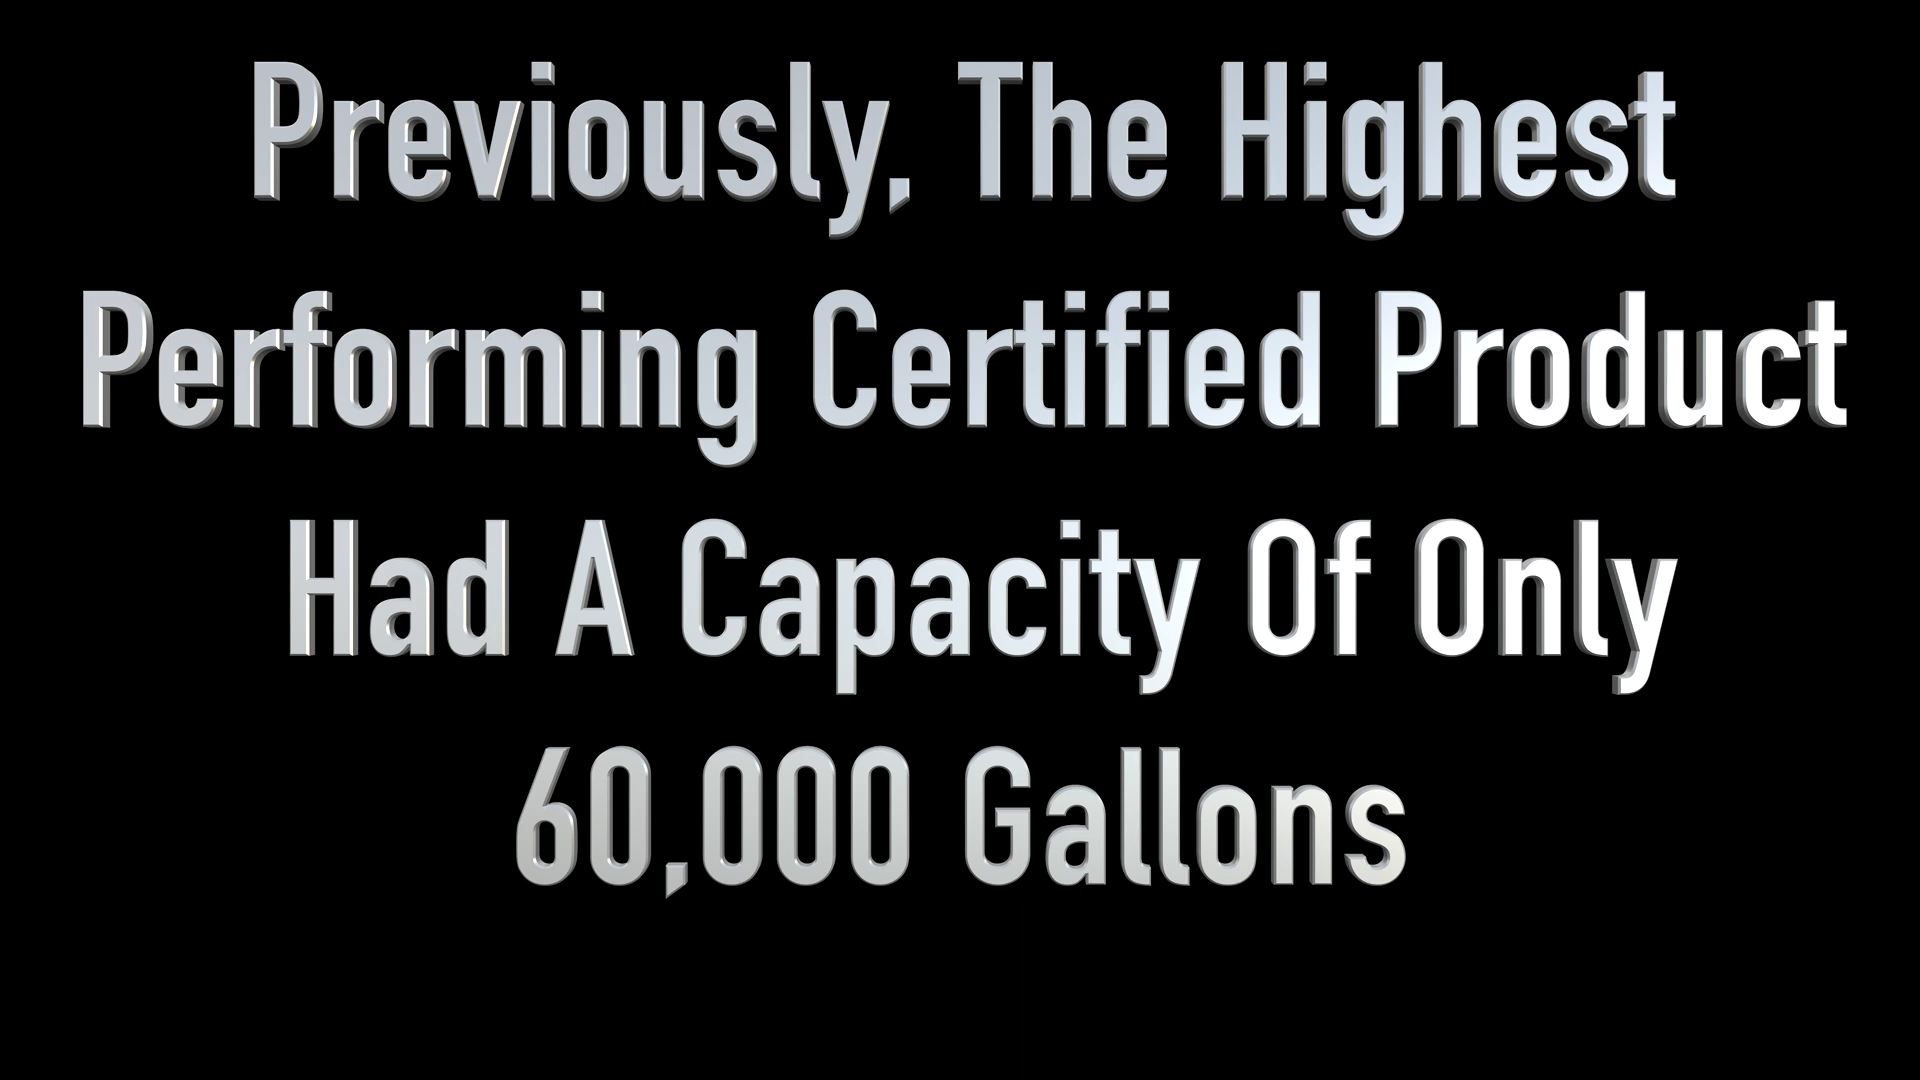 Previously, The Highest
Performing Certified Product
Had A Capacity Of Only
60,000 Gallons